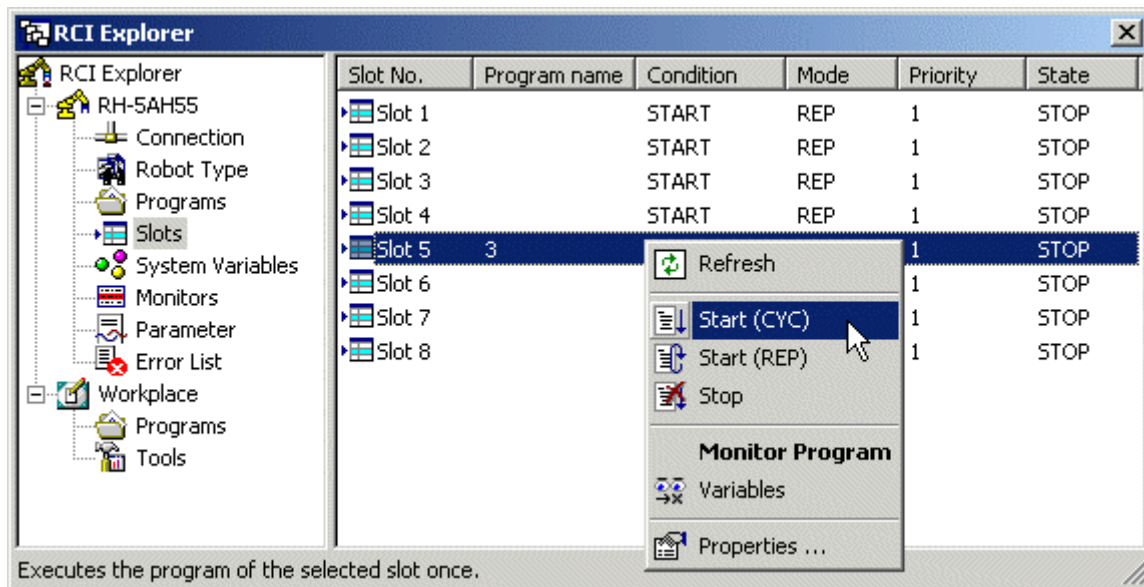 RCI Explorer
RCI Explorer
RH-5AH55
Connection
Robot Type
Programs
Slots
System Variables
Monitors
Parameter
Error List
Workplace
Programs
Tools
Slot No. Program name Condition Mode Priority State
Slot 1 START REP 1 STOP
Slot 2 START REP 1 STOP
Slot 3 START REP 1 STOP
Slot 4 START REP 1 STOP
Slot 5 3 1 STOP
Slot 6 1 STOP
Slot 7 1 STOP
Slot 8 1 STOP
Refresh
Start (CYC)
Start (REP)
Stop
Monitor Program
Variables
Properties ...
Executes the program of the selected slot once.